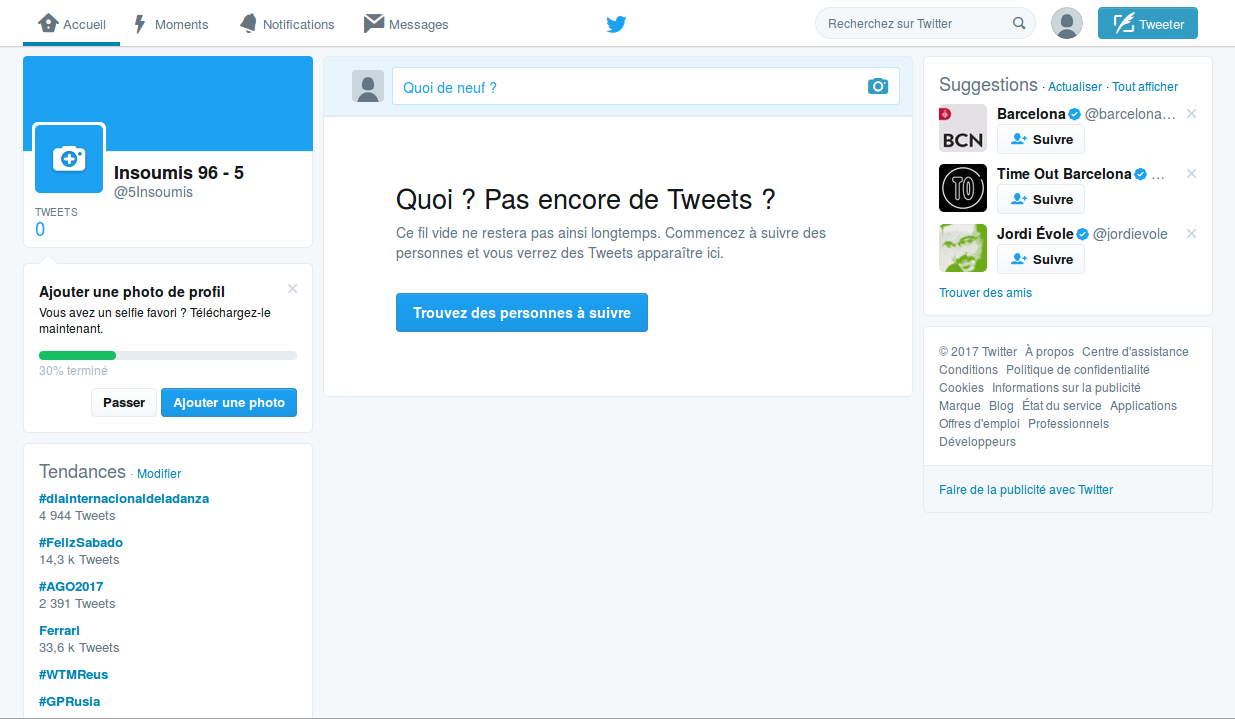 Accueil
Moments
Notifications
Messages
Recherchez sur Twitter
Tweeter
Insoumis 96 - 5
@5Insoumis
TWEETS
0
Ajouter une photo de profil
Vous avez un selfie favori ? Téléchargez-le
maintenant.
30% terminé
Passer
Ajouter une photo
Tendances · Modifier
#diainternacionaldeladanza
4 944 Tweets
#FelizSabado
14,3 k Tweets
#AGO2017
2 391 Tweets
Ferrari
33,6 k Tweets
#WTMReus
#GPRusia
Quoi de neuf ?
Quoi ? Pas encore de Tweets ?
Ce fil vide ne restera pas ainsi longtemps. Commencez à suivre des
personnes et vous verrez des Tweets apparaître ici.
Trouvez des personnes à suivre
Suggestions · Actualiser · Tout afficher
BCN
Barcelona @barcelona…
Suivre
TO
Time Out Barcelona …
Suivre
Jordi Évole @jordievole
Suivre
Trouver des amis
© 2017 Twitter À propos Centre d'assistance
Conditions Politique de confidentialité
Cookies Informations sur la publicité
Marque Blog État du service Applications
Offres d'emploi Professionnels
Développeurs
Faire de la publicité avec Twitter